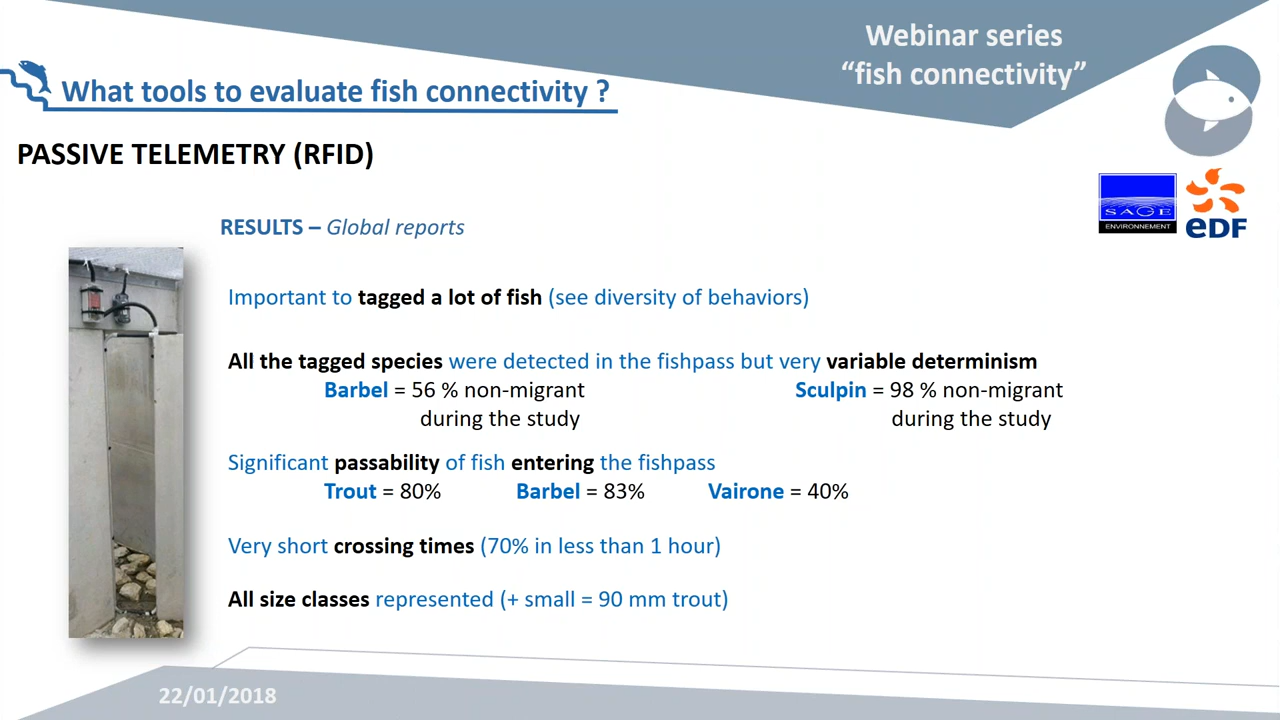 Webinar series
“fish connectivity”
What tools to evaluate fish connectivity ?
PASSIVE TELEMETRY (RFID)
SAGE
ENVIRONNEMENT
eDF
RESULTS – Global reports
Important to tagged a lot of fish (see diversity of behaviors)
All the tagged species were detected in the fishpass but very variable determinism
Barbel = 56 % non-migrant
during the study
Sculpin = 98 % non-migrant
during the study
Significant passability of fish entering the fishpass
Trout = 80% Barbel = 83% Vairone = 40%
Very short crossing times (70% in less than 1 hour)
All size classes represented (+ small = 90 mm trout)
22/01/2018